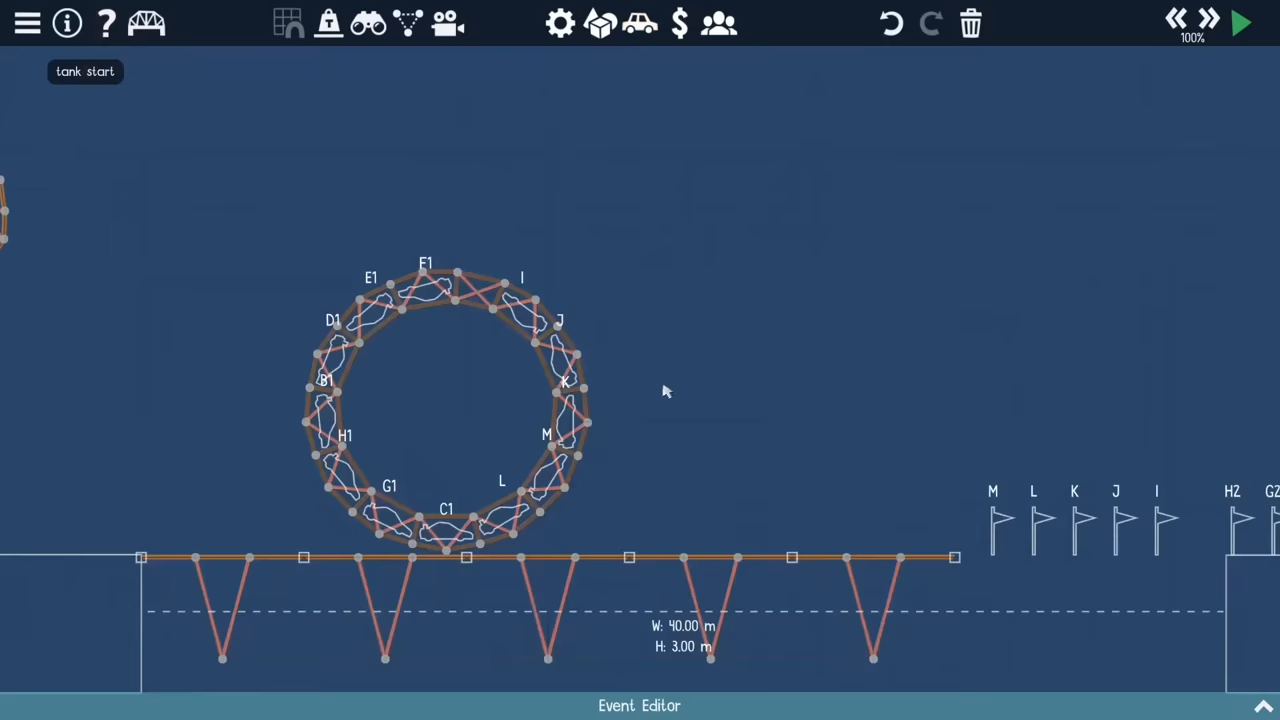 100%
tank start
F1
E1
I
D1
J
B1
K
H1
M
G1
L
C1
M
L
K
J
I
H2
G2
W: 40.00 m
H: 3.00 m
Event Editor